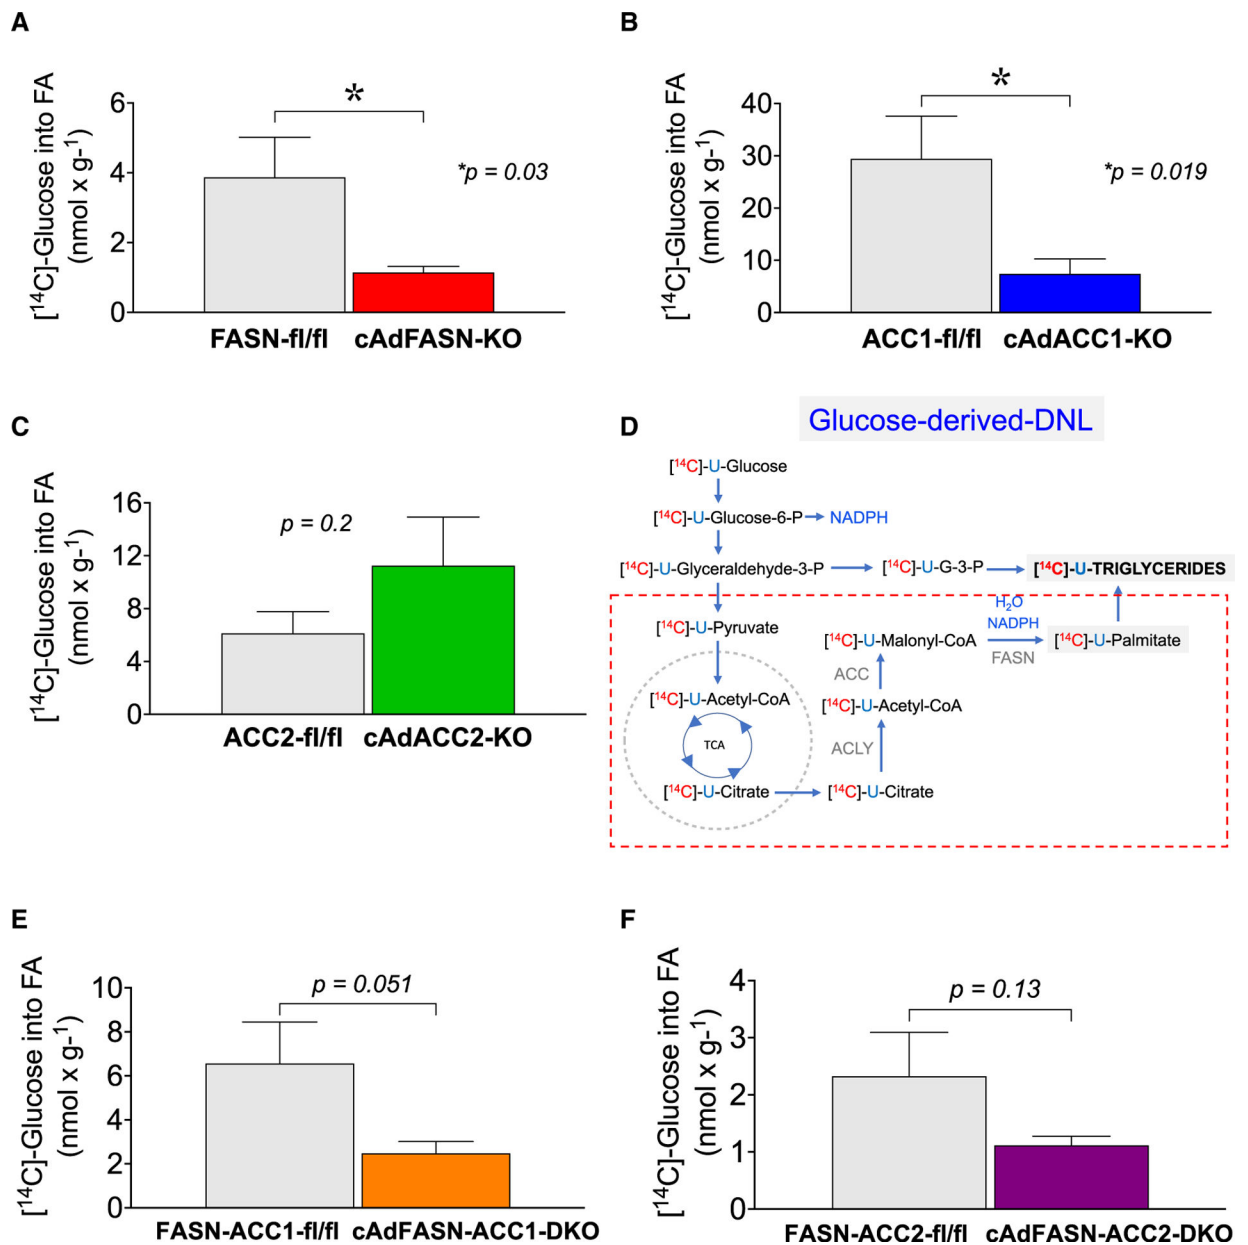 A
[¹⁴C]-Glucose into FA
(nmol x g-¹)
6
4
2
0
*
*p = 0.03
FASN-fl/fl cAdFASN-KO
B
[¹⁴C]-Glucose into FA
(nmol x g-¹)
40
30
20
10
0
*
*p = 0.019
ACC1-fl/fl cAdACC1-KO
C
[¹⁴C]-Glucose into FA
(nmol x g-¹)
16
12
8
4
0
p = 0.2
ACC2-fl/fl cAdACC2-KO
D
Glucose-derived-DNL
[¹⁴C]-U-Glucose
[¹⁴C]-U-Glucose-6-P NADPH
[¹⁴C]-U-Glyceraldehyde-3-P [¹⁴C]-U-G-3-P [¹⁴C]-U-TRIGLYCERIDES
H₂O
NADPH
[¹⁴C]-U-Pyruvate [¹⁴C]-U-Malonyl-CoA [¹⁴C]-U-Palmitate
FASN
ACC
[¹⁴C]-U-Acetyl-CoA [¹⁴C]-U-Acetyl-CoA
TCA ACLY
[¹⁴C]-U-Citrate [¹⁴C]-U-Citrate
E
[¹⁴C]-Glucose into FA
(nmol x g-¹)
10
8
6
4
2
0
p = 0.051
FASN-ACC1-fl/fl cAdFASN-ACC1-DKO
F
[¹⁴C]-Glucose into FA
(nmol x g-¹)
4
3
2
1
0
p = 0.13
FASN-ACC2-fl/fl cAdFASN-ACC2-DKO